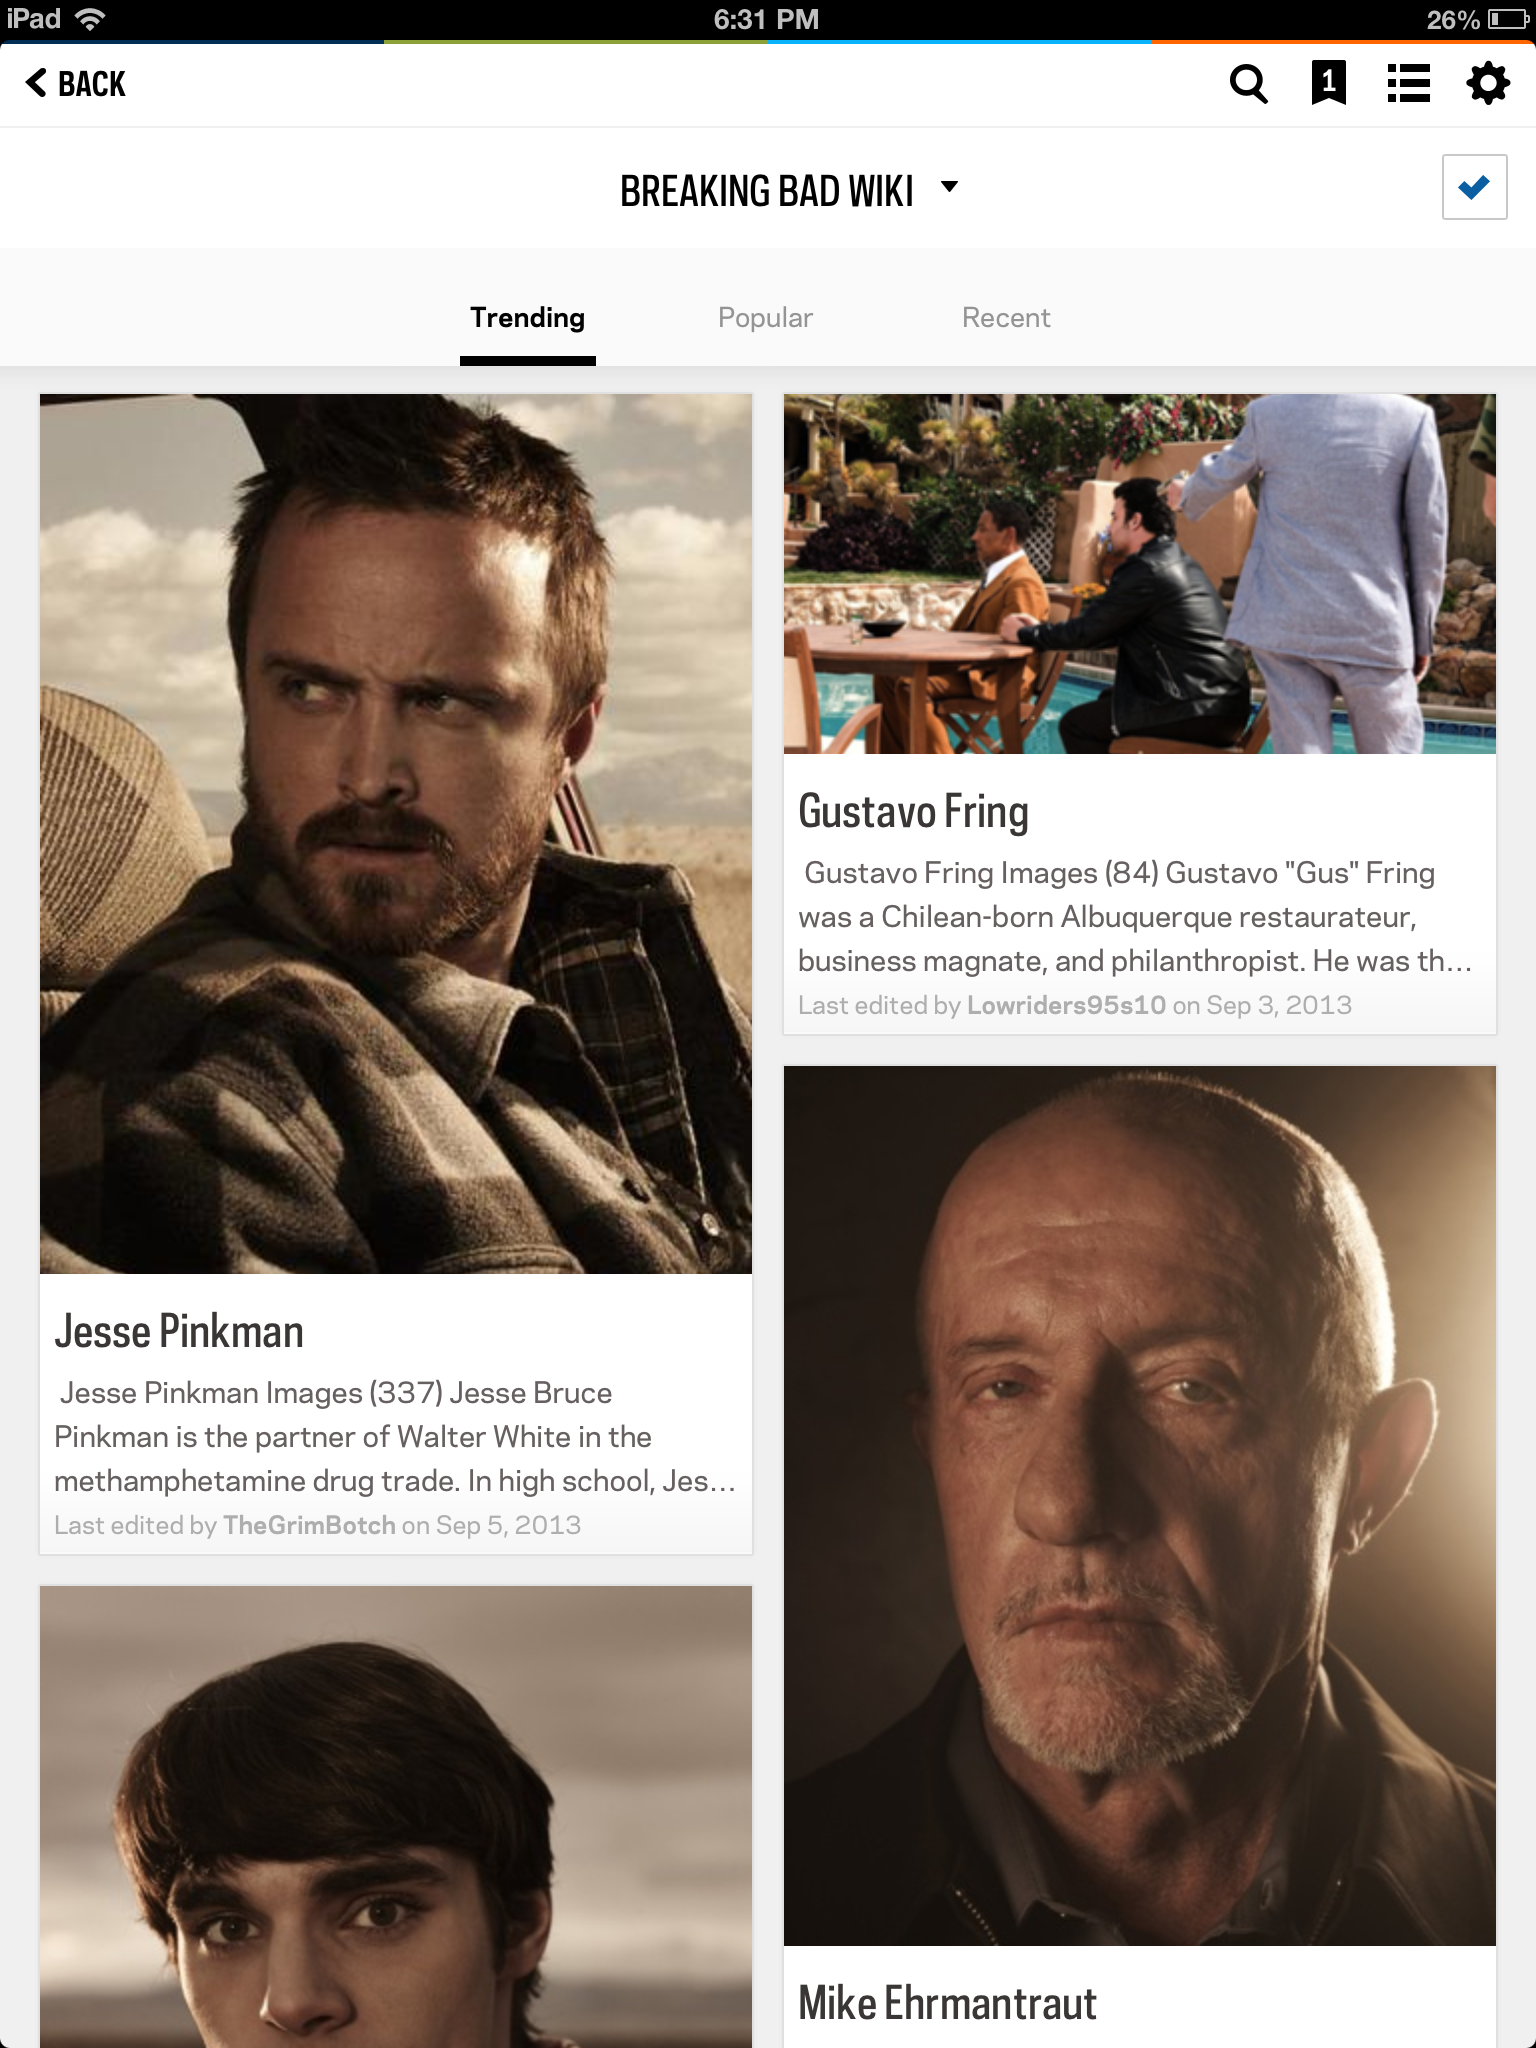 iPad 6:31 PM 26%
BACK 1
BREAKING BAD WIKI
Trending Popular Recent
Gustavo Fring
Gustavo Fring Images (84) Gustavo "Gus" Fring
was a Chilean-born Albuquerque restaurateur,
business magnate, and philanthropist. He was th...
Last edited by Lowriders95s10 on Sep 3, 2013
Jesse Pinkman
Jesse Pinkman Images (337) Jesse Bruce
Pinkman is the partner of Walter White in the
methamphetamine drug trade. In high school, Jes...
Last edited by TheGrimBotch on Sep 5, 2013
Mike Ehrmantraut